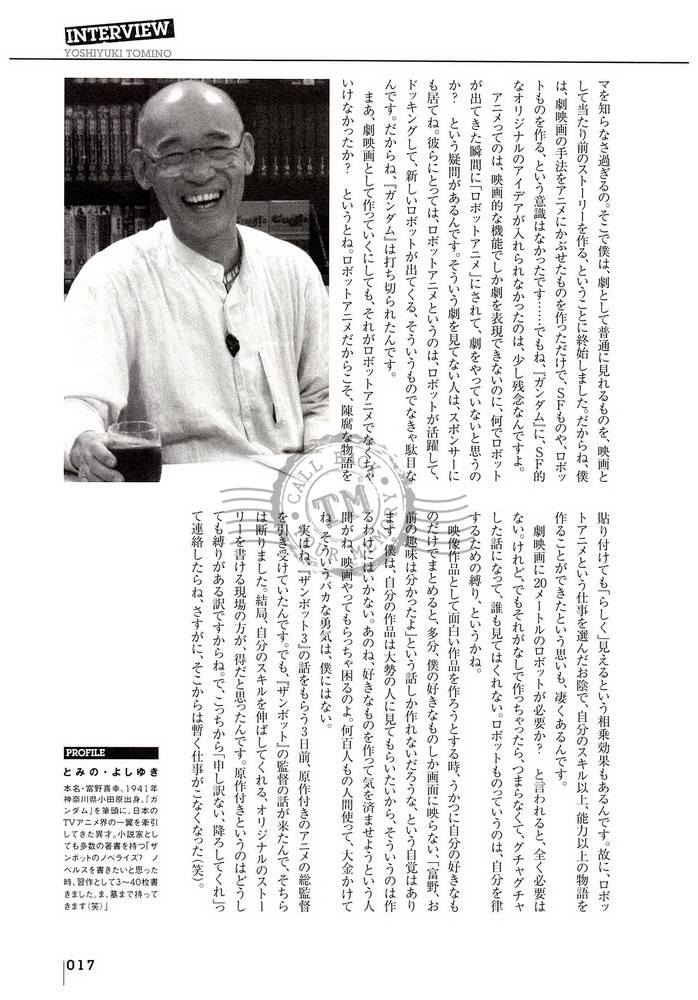 INTERVIEW
YOSHIYUKI TOMINO
マを知らなさ過ぎるの。そこで僕は、劇として普通に見れるものを、映画と
して当たり前のストーリーを作る、ということに終始しました。だからね、僕
は、劇映画の手法をアニメにかぶせたものを作っただけで、SFものや、ロボッ
トものを作る、という意識はなかったです……でもね、『ガンダム』に、SF的
なオリジナルのアイデアが入れられなかったのは、少し残念なんですよ。
アニメってのは、映画的な機能でしか劇を表現できないのに、何でロボット
が出てきた瞬間に「ロボットアニメ」にされて、劇をやっていないと思うの
か? という疑問があるんです。そういう劇を見てない人は、スポンサーに
も居てね。彼らにとっては、ロボットアニメというのは、ロボットが活躍して、
ドッキングして、新しいロボットが出てくる、そういうものでなきゃ駄目な
んです。だからね、『ガンダム』は打ち切られたんです。
まあ、劇映画として作っていくにしても、それがロボットアニメでなくちゃ
いけなかったか? というとね。ロボットアニメだからこそ、陳腐な物語を
貼り付けても「らしく」見えるという相乗効果もあるんです。故に、ロボッ
トアニメという仕事を選んだお陰で、自分のスキル以上、能力以上の物語を
作ることができたという思いも、凄くあるんです。
劇映画に20メートルのロボットが必要か? と言われると、全く必要は
ない。けれど、でもそれがなしで作っちゃったら、つまらなくて、グチャグチャ
した話になって、誰も見てはくれない。ロボットものっていうのは、自分を律
するための縛り、というかね。
映像作品として面白い作品を作ろうとする時、うかつに自分の好きなも
のだけでまとめると、多分、僕の好きなものしか画面に映らない、「富野、お
前の趣味は分かったよ」という話しか作れないだろうな、という自覚はあり
ます。僕は、自分の作品は大勢の人に見てもらいたいから、そういうのは作
るわけにはいかない。あのね、好きなものを作って気を済ませようという人
間がね、映画やってもらっちゃ困るのよ。何百人もの人間使って、大金かけて
ね。そういうバカな勇気は、僕にはない。
実はね、『ザンボット3』の話をもらう3日前、原作付きのアニメの総監督
を引き受けていたんです。でも、『ザンボット』の監督の話が来たんで、そちら
は断りました。結局、自分のスキルを伸ばしてくれる、オリジナルのストー
リーを書ける現場の方が、得だと思ったんです。原作付きというのはどうし
ても縛りがある訳ですからね。で、こっちから「申し訳ない、降ろしてくれ」っ
て連絡したらね、さすがに、そこからは暫く仕事がこなくなった(笑)。
PROFILE
とみの・よしゆき
本名・富野喜幸。1941年
神奈川県小田原出身。『ガ
ンダム』を筆頭に、日本の
TVアニメ界の一翼を牽引
してきた異才。小説家とし
ても多数の著書を持つ「ザ
ンボットのノベライズ? ノ
ベルスを書きたいと思った
時、習作として3〜40枚書
きました。ま、墓まで持って
きます(笑)」
017
CALL BACK
TM
YOUR MEMORY